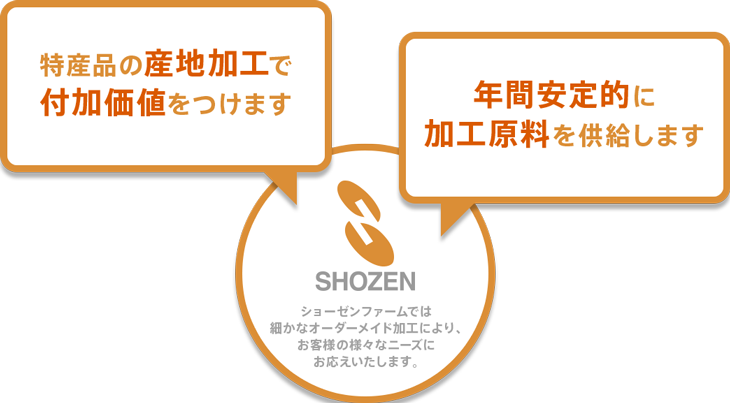 特産品の産地加工で
付加価値をつけます
年間安定的に
加工原料を供給します
SHOZEN
ショーゼンファームでは
細かなオーダーメイド加工により、
お客様の様々なニーズに
お応えいたします。